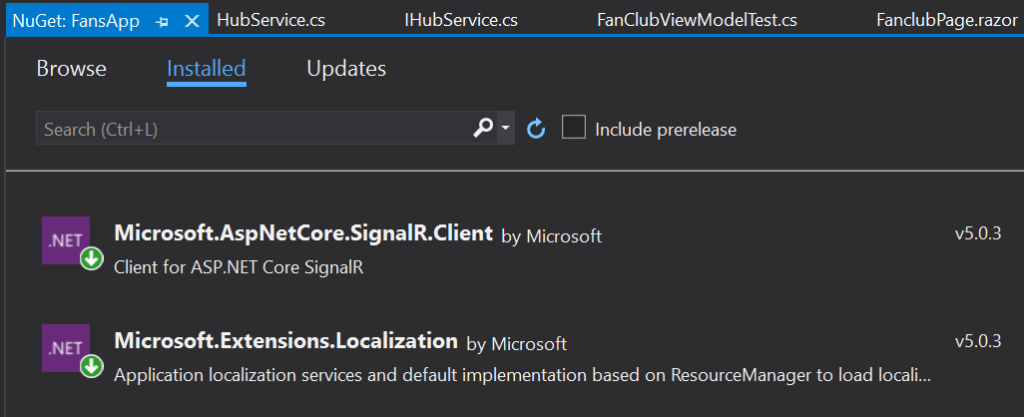 NuGet: FansApp HubService.cs IHubService.cs FanClubViewModelTest.cs FanclubPage.razor
Browse Installed Updates
Search (Ctrl+L) Include prerelease
.NET Microsoft.AspNetCore.SignalR.Client by Microsoft v5.0.3
Client for ASP.NET Core SignalR
.NET Microsoft.Extensions.Localization by Microsoft v5.0.3
Application localization services and default implementation based on ResourceManager to load locali...